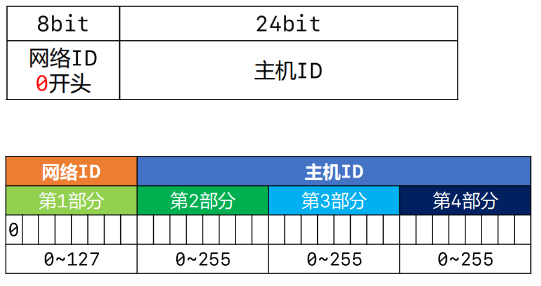 8bit 24bit
网络ID
0开头
主机ID
网络ID 主机ID
第1部分 第2部分 第3部分 第4部分
0
0~127 0~255 0~255 0~255